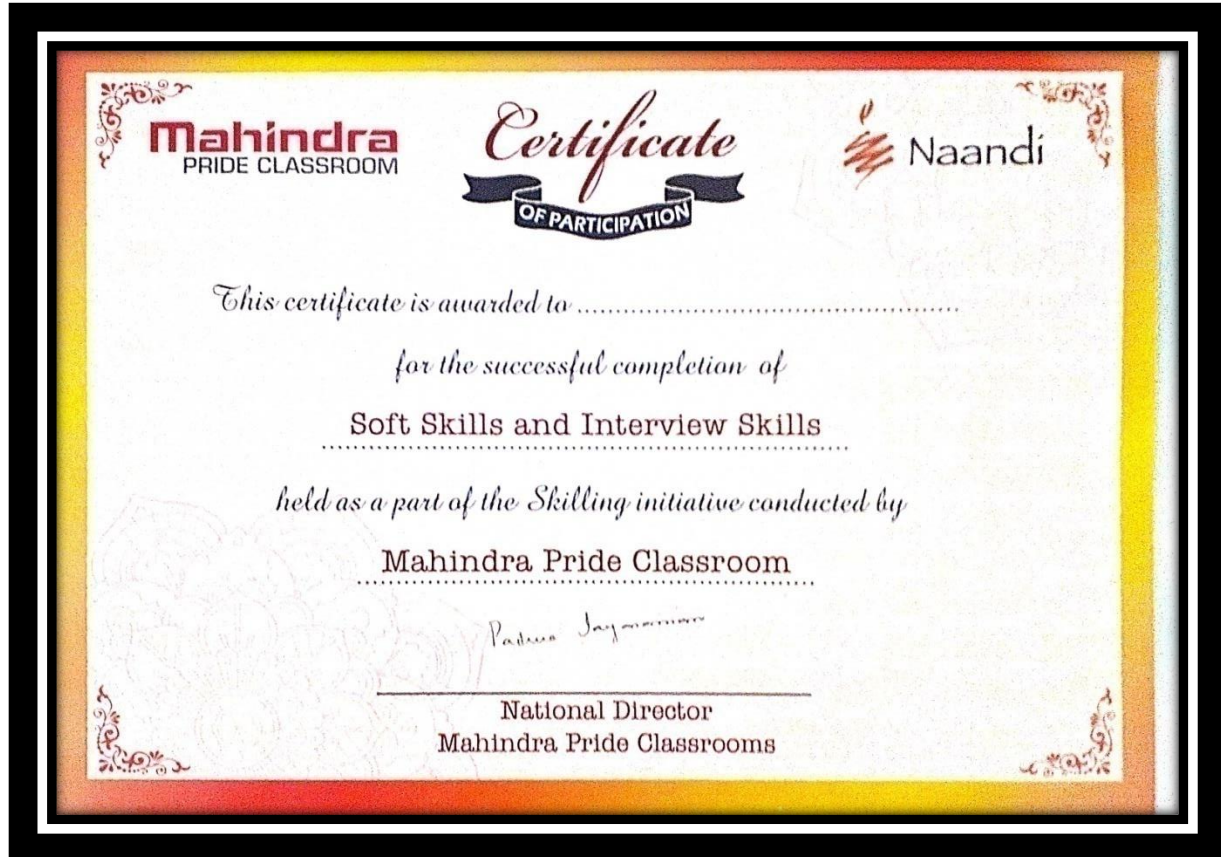 Mahindra
PRIDE CLASSROOM
Certificate
OF PARTICIPATION
Naandi
This certificate is awarded to ......................................................
for the successful completion of
Soft Skills and Interview Skills
held as a part of the Skilling initiative conducted by
Mahindra Pride Classroom
Padma
National Director
Mahindra Pride Classrooms